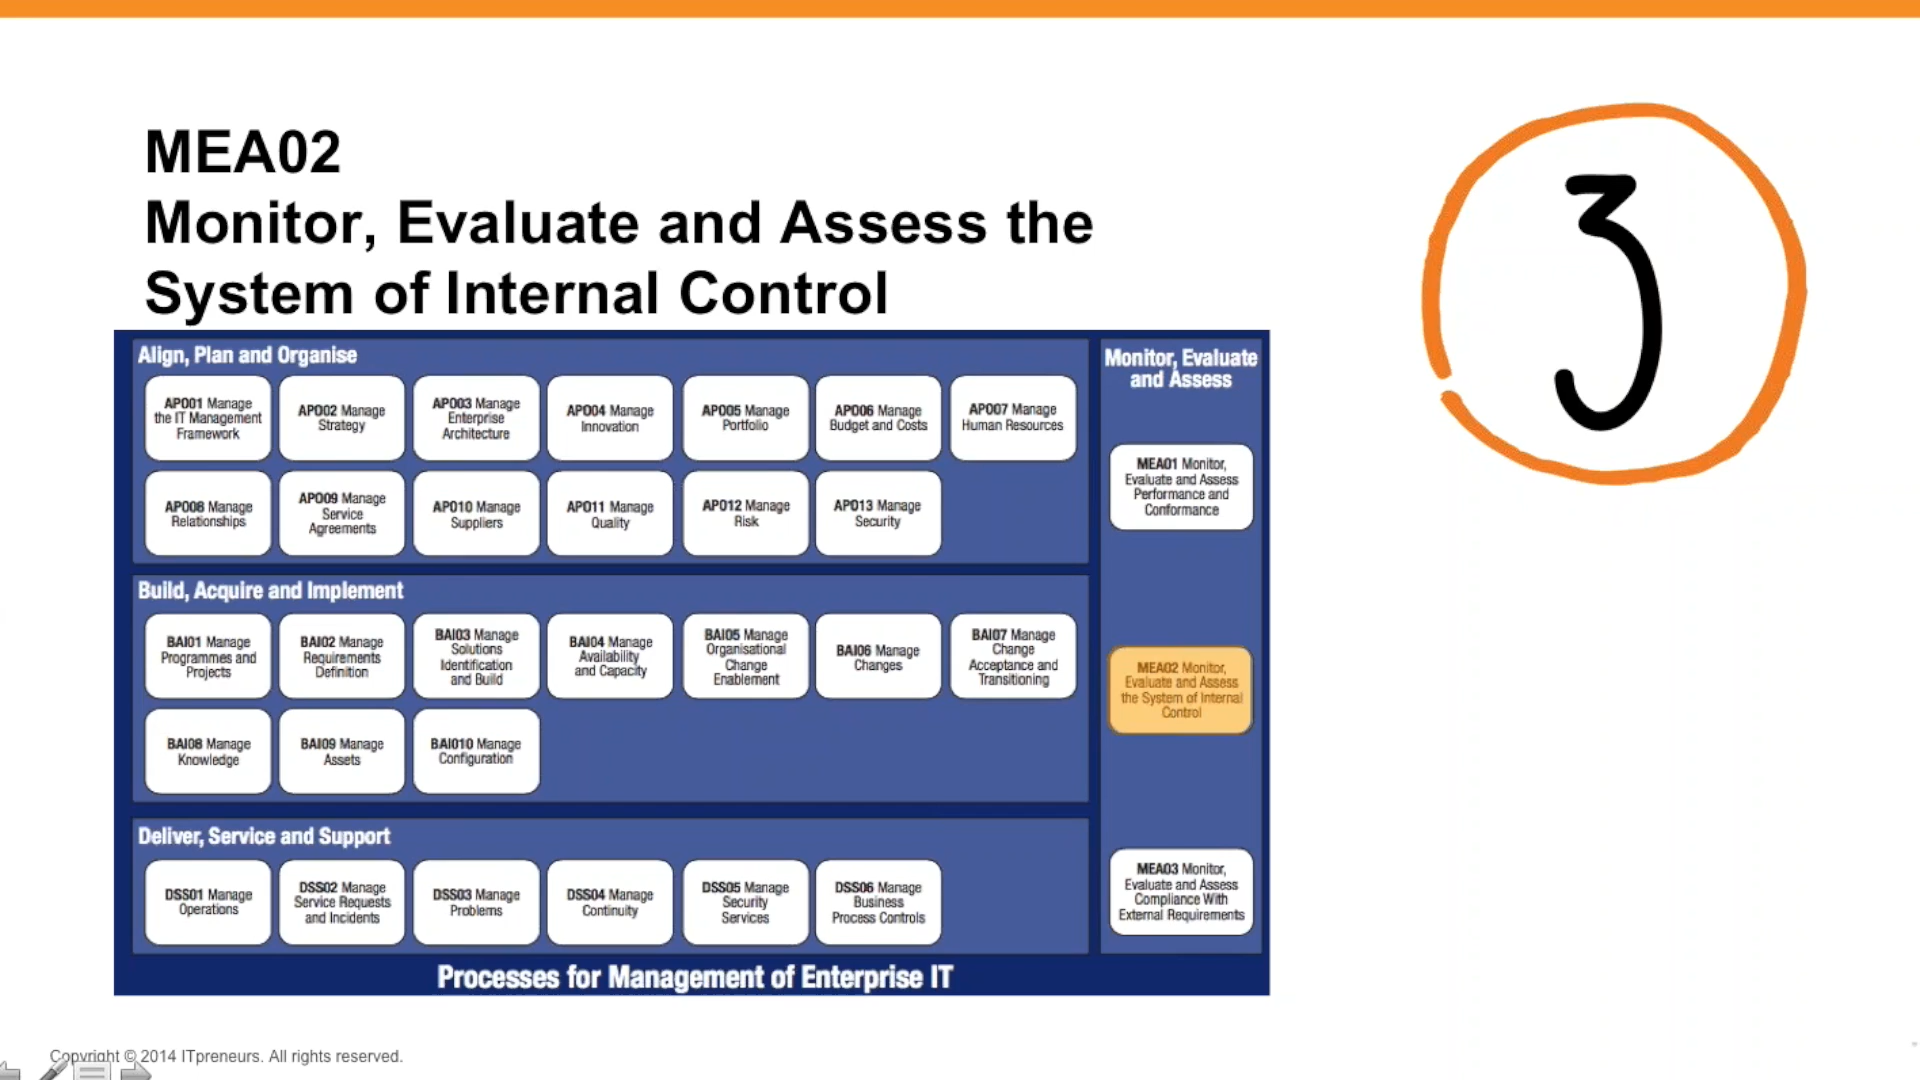 MEA02
Monitor, Evaluate and Assess the
System of Internal Control
3
Align, Plan and Organise
APO01 Manage
the IT Management
Framework
APO02 Manage
Strategy
APO03 Manage
Enterprise
Architecture
APO04 Manage
Innovation
APO05 Manage
Portfolio
APO06 Manage
Budget and Costs
APO07 Manage
Human Resources
APO08 Manage
Relationships
APO09 Manage
Service
Agreements
APO10 Manage
Suppliers
APO11 Manage
Quality
APO12 Manage
Risk
APO13 Manage
Security
Build, Acquire and Implement
BAI01 Manage
Programmes and
Projects
BAI02 Manage
Requirements
Definition
BAI03 Manage
Solutions
Identification
and Build
BAI04 Manage
Availability
and Capacity
BAI05 Manage
Organisational
Change
Enablement
BAI06 Manage
Changes
BAI07 Manage
Change
Acceptance and
Transitioning
BAI08 Manage
Knowledge
BAI09 Manage
Assets
BAI010 Manage
Configuration
Deliver, Service and Support
DSS01 Manage
Operations
DSS02 Manage
Service Requests
and Incidents
DSS03 Manage
Problems
DSS04 Manage
Continuity
DSS05 Manage
Security
Services
DSS06 Manage
Business
Process Controls
Monitor, Evaluate
and Assess
MEA01 Monitor,
Evaluate and Assess
Performance and
Conformance
MEA02 Monitor,
Evaluate and Assess
the System of Internal
Control
MEA03 Monitor,
Evaluate and Assess
Compliance With
External Requirements
Processes for Management of Enterprise IT
Copyright © 2014 ITpreneurs. All rights reserved.